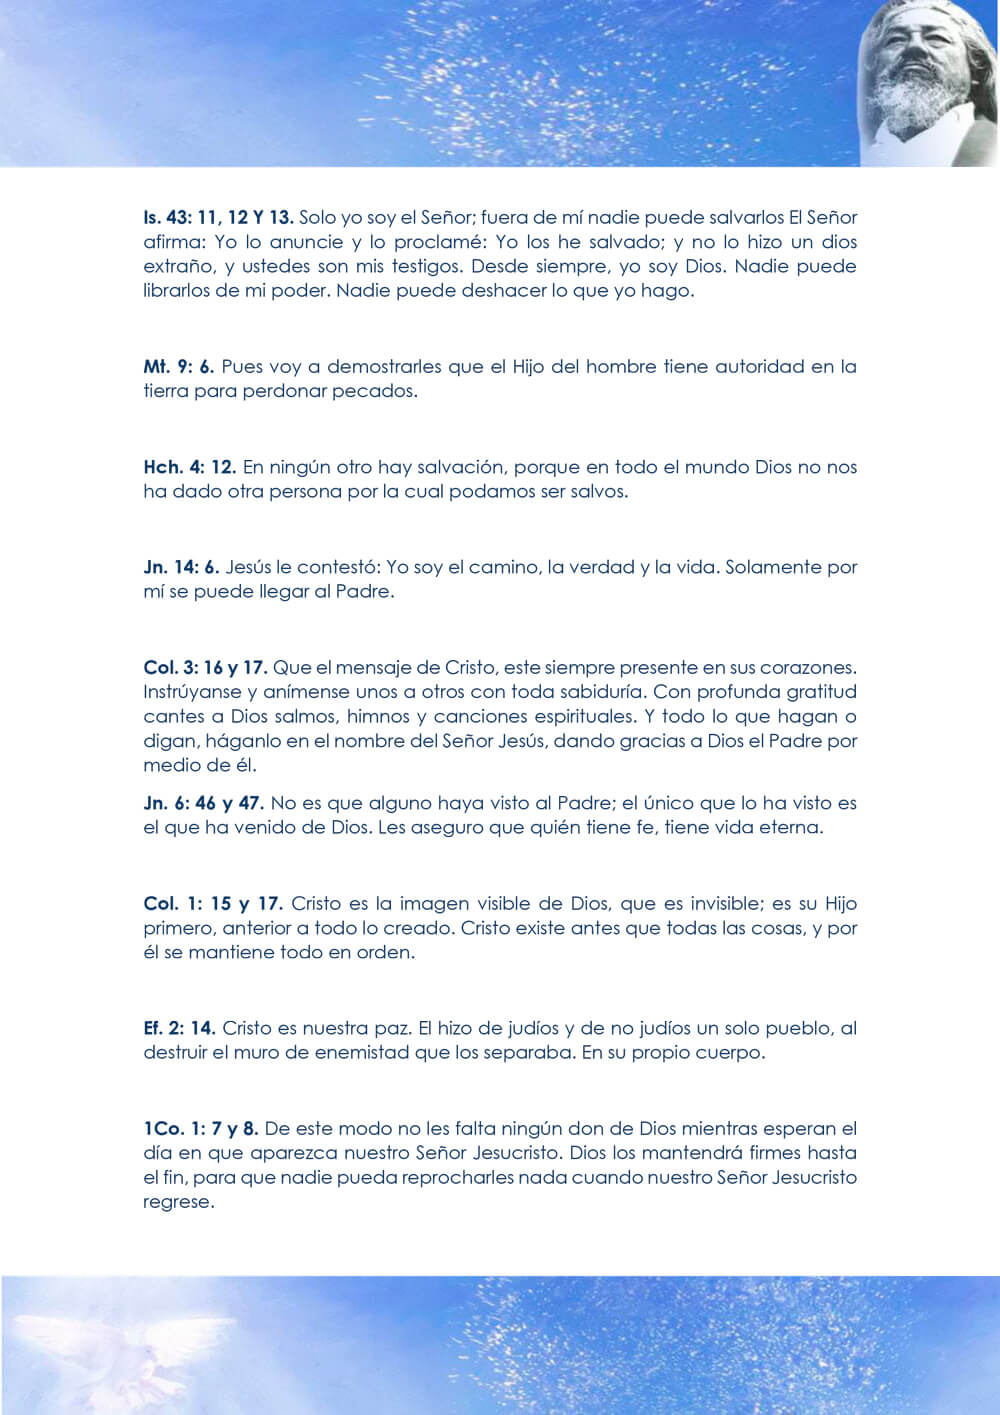 Is. 43: 11, 12 Y 13. Solo yo soy el Señor; fuera de mí nadie puede salvarlos El Señor
afirma: Yo lo anuncie y lo proclamé: Yo los he salvado; y no lo hizo un dios
extraño, y ustedes son mis testigos. Desde siempre, yo soy Dios. Nadie puede
librarlos de mi poder. Nadie puede deshacer lo que yo hago.
Mt. 9: 6. Pues voy a demostrarles que el Hijo del hombre tiene autoridad en la
tierra para perdonar pecados.
Hch. 4: 12. En ningún otro hay salvación, porque en todo el mundo Dios no nos
ha dado otra persona por la cual podamos ser salvos.
Jn. 14: 6. Jesús le contestó: Yo soy el camino, la verdad y la vida. Solamente por
mí se puede llegar al Padre.
Col. 3: 16 y 17. Que el mensaje de Cristo, este siempre presente en sus corazones.
Instrúyanse y anímense unos a otros con toda sabiduría. Con profunda gratitud
cantes a Dios salmos, himnos y canciones espirituales. Y todo lo que hagan o
digan, háganlo en el nombre del Señor Jesús, dando gracias a Dios el Padre por
medio de él.
Jn. 6: 46 y 47. No es que alguno haya visto al Padre; el único que lo ha visto es
el que ha venido de Dios. Les aseguro que quién tiene fe, tiene vida eterna.
Col. 1: 15 y 17. Cristo es la imagen visible de Dios, que es invisible; es su Hijo
primero, anterior a todo lo creado. Cristo existe antes que todas las cosas, y por
él se mantiene todo en orden.
Ef. 2: 14. Cristo es nuestra paz. El hizo de judíos y de no judíos un solo pueblo, al
destruir el muro de enemistad que los separaba. En su propio cuerpo.
1Co. 1: 7 y 8. De este modo no les falta ningún don de Dios mientras esperan el
día en que aparezca nuestro Señor Jesucristo. Dios los mantendrá firmes hasta
el fin, para que nadie pueda reprocharles nada cuando nuestro Señor Jesucristo
regrese.